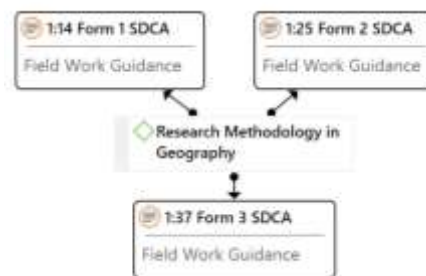 1:14 Form 1 SDCA
Field Work Guidance
1:25 Form 2 SDCA
Field Work Guidance
Research Methodology in
Geography
1:37 Form 3 SDCA
Field Work Guidance